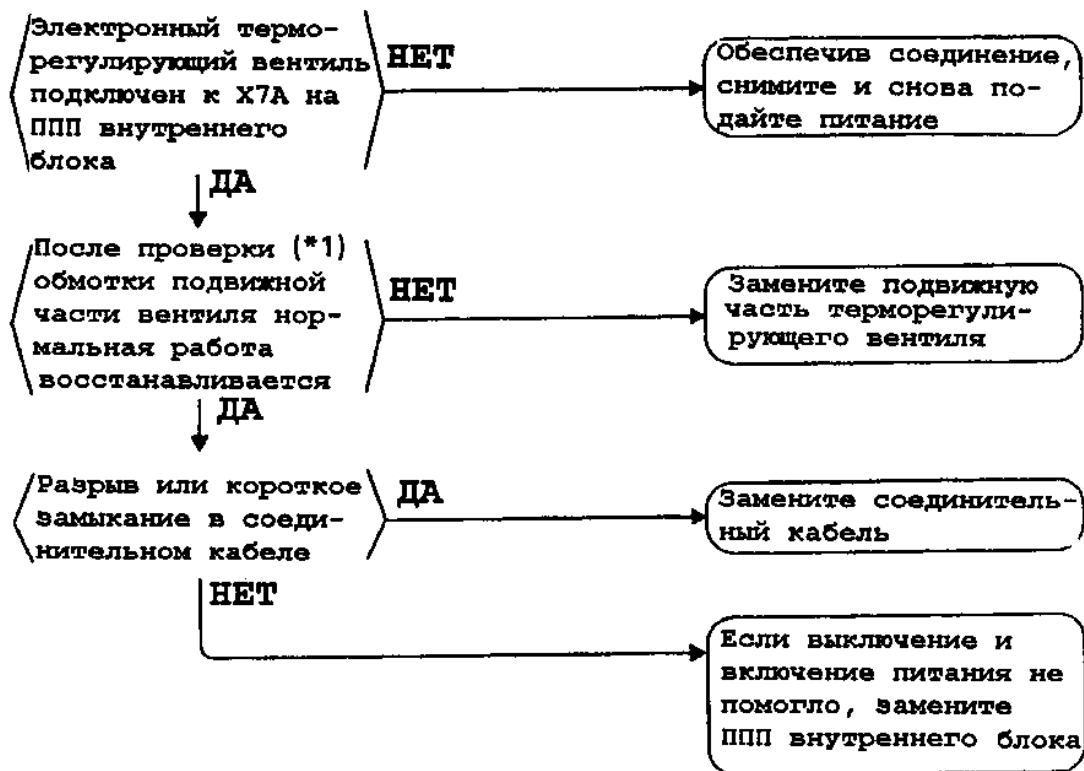 Электронный термо-
регулирующий вентиль
подключен к X7A на
ППП внутреннего
блока
НЕТ
Обеспечив соединение,
снимите и снова по-
дайте питание
ДА
После проверки (*1)
обмотки подвижной
части вентиля нор-
мальная работа
восстанавливается
НЕТ
Замените подвижную
часть терморегули-
рующего вентиля
ДА
Разрыв или короткое
замыкание в соеди-
нительном кабеле
ДА
Замените соединитель-
ный кабель
НЕТ
Если выключение и
включение питания не
помогло, замените
ППП внутреннего блока